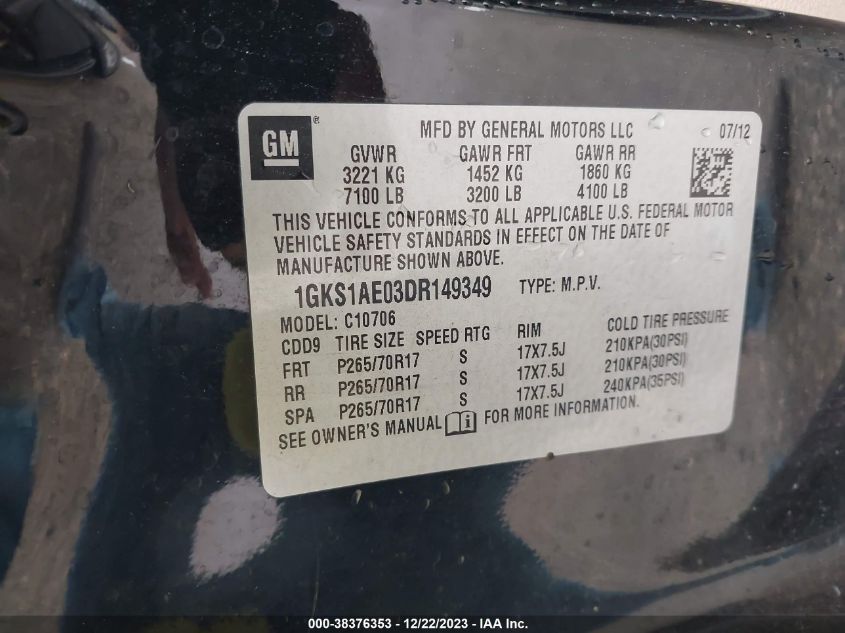 GM ® MFD BY GENERAL MOTORS LLC 07/12
GVWR GAWR FRT GAWR RR
3221 KG 1452 KG 1860 KG
7100 LB 3200 LB 4100 LB
THIS VEHICLE CONFORMS TO ALL APPLICABLE U.S. FEDERAL MOTOR
VEHICLE SAFETY STANDARDS IN EFFECT ON THE DATE OF
MANUFACTURE SHOWN ABOVE.
1GKS1AE03DR149349 TYPE: M.P.V.
MODEL: C10706
CDD9 TIRE SIZE SPEED RTG RIM COLD TIRE PRESSURE
FRT P265/70R17 S 17X7.5J 210KPA(30PSI)
RR P265/70R17 S 17X7.5J 210KPA(30PSI)
SPA P265/70R17 S 17X7.5J 240KPA(35PSI)
SEE OWNER'S MANUAL i FOR MORE INFORMATION.
000-38376353 - 12/22/2023 - IAA Inc.